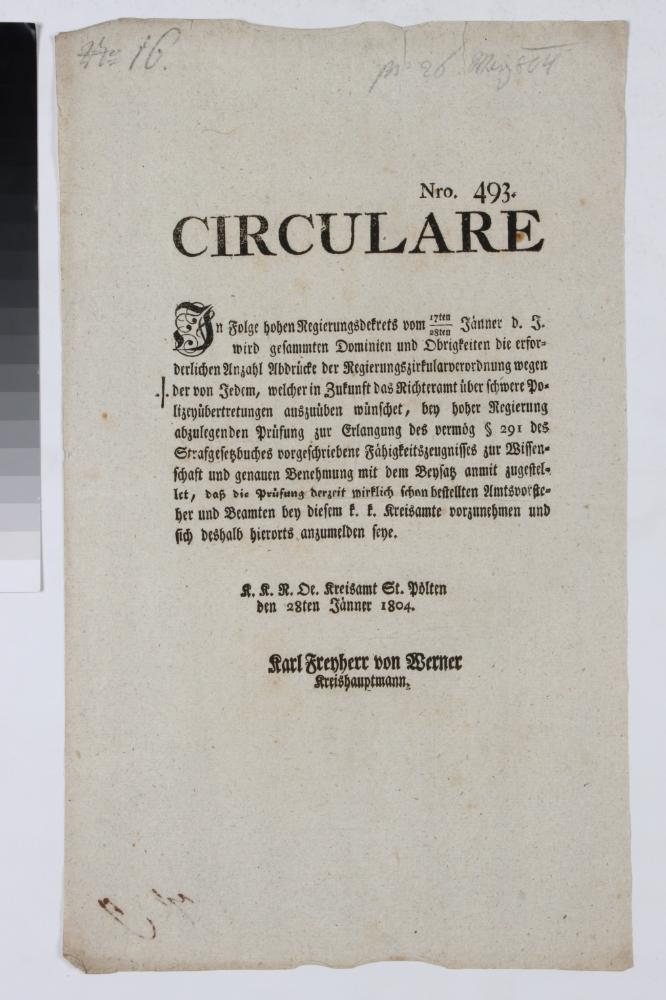 16.
26
Nro. 493.
CIRCULARE
In Folge hohen Regierungsdekrets vom 17ten/28ten Jänner d. J.
wird gesammten Dominien und Obrigkeiten die erfor-
derlichen Anzahl Abdrücke der Regierungszirkularverordnung wegen
der von Jedem, welcher in Zukunft das Richteramt über schwere Po-
lizeyübertretungen auszuüben wünschet, bey hoher Regierung
abzulegenden Prüfung zur Erlangung des vermög § 291 des
Strafgesetzbuches vorgeschriebene Fähigkeitszeugnisses zur Wissen-
schaft und genauen Benehmung mit dem Beysatz anmit zugestel-
let, daß die Prüfung derzeit wirklich schon bestellten Amtsvorste-
her und Beamten bey diesem k. k. Kreisamte vorzunehmen und
sich deshalb hierorts anzumelden seye.
K. K. N. Oe. Kreisamt St. Pölten
den 28ten Jänner 1804.
Karl Freyherr von Werner
Kreishauptmann.